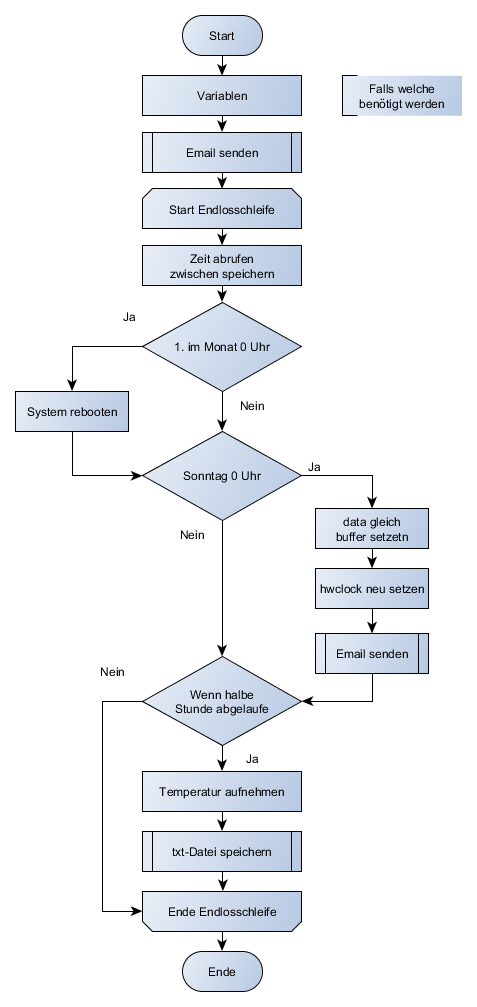 Start
Variablen
Falls welche
benötigt werden
Email senden
Start Endlosschleife
Zeit abrufen
zwischen speichern
Ja
1. im Monat 0 Uhr
System rebooten
Nein
Sonntag 0 Uhr
Ja
data gleich
buffer setzetn
Nein
hwclock neu setzen
Email senden
Nein
Wenn halbe
Stunde abgelaufe
Ja
Temperatur aufnehmen
txt-Datei speichern
Ende Endlosschleife
Ende